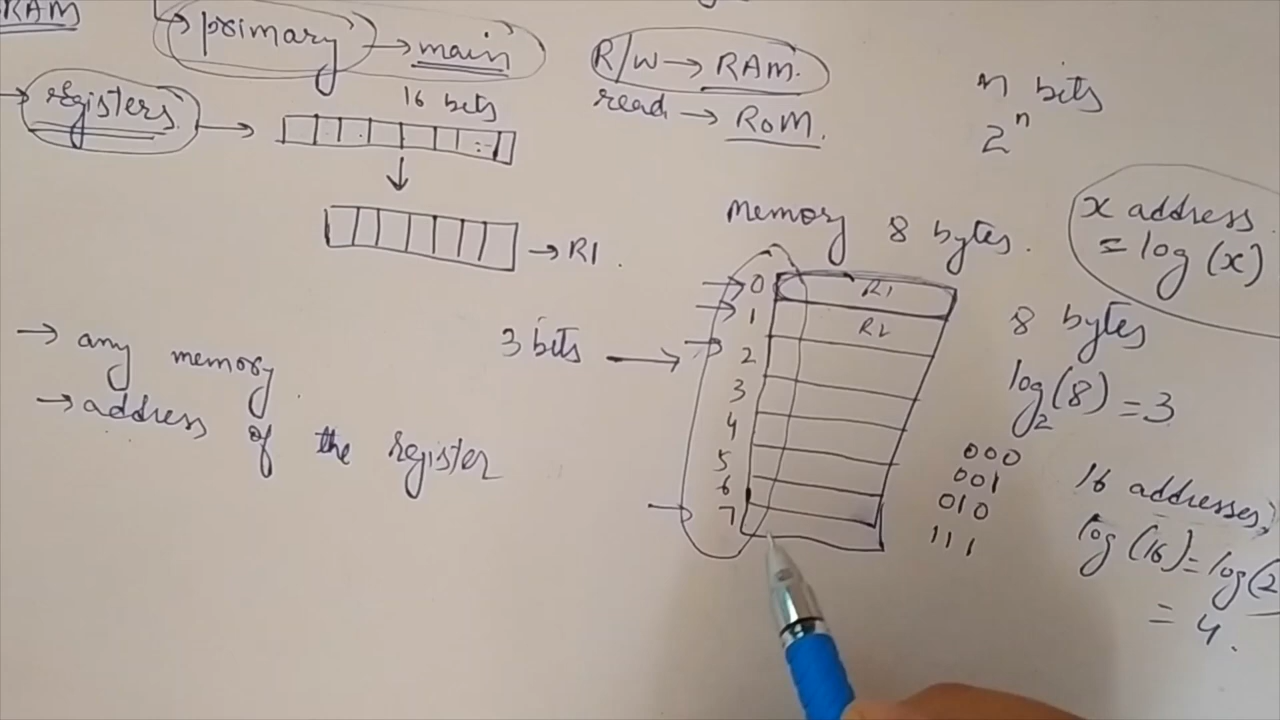 RAM
primary → main
R/W → RAM.
read → ROM.
n bits
2^n
→ registers →
16 bits
→ R1.
x address
= log(x)
memory 8 bytes.
0 R1
1 R2
2
3
4
5
6
7
3 bits →
8 bytes
log₂(8) = 3
000
001
010
111
16 addresses,
log(16) = log(2
= 4.
→ any memory
→ address of the register